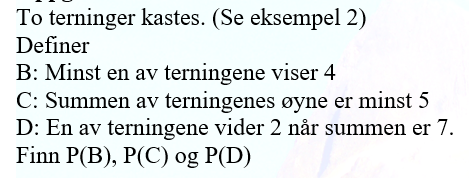 To terninger kastes. (Se eksempel 2)
Definer
B: Minst en av terningene viser 4
C: Summen av terningenes øyne er minst 5
D: En av terningene vider 2 når summen er 7.
Finn P(B), P(C) og P(D)